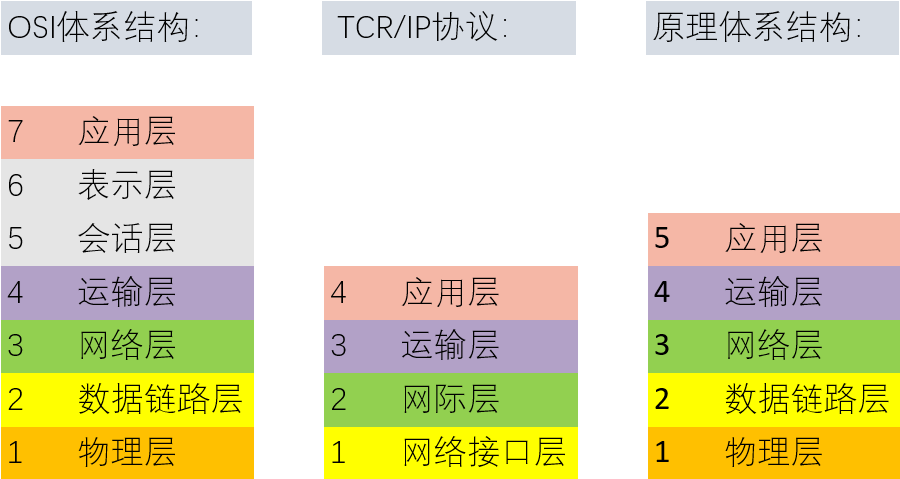 OSI体系结构：
7 应用层
6 表示层
5 会话层
4 运输层
3 网络层
2 数据链路层
1 物理层
TCR/IP协议：
4 应用层
3 运输层
2 网际层
1 网络接口层
原理体系结构：
5 应用层
4 运输层
3 网络层
2 数据链路层
1 物理层